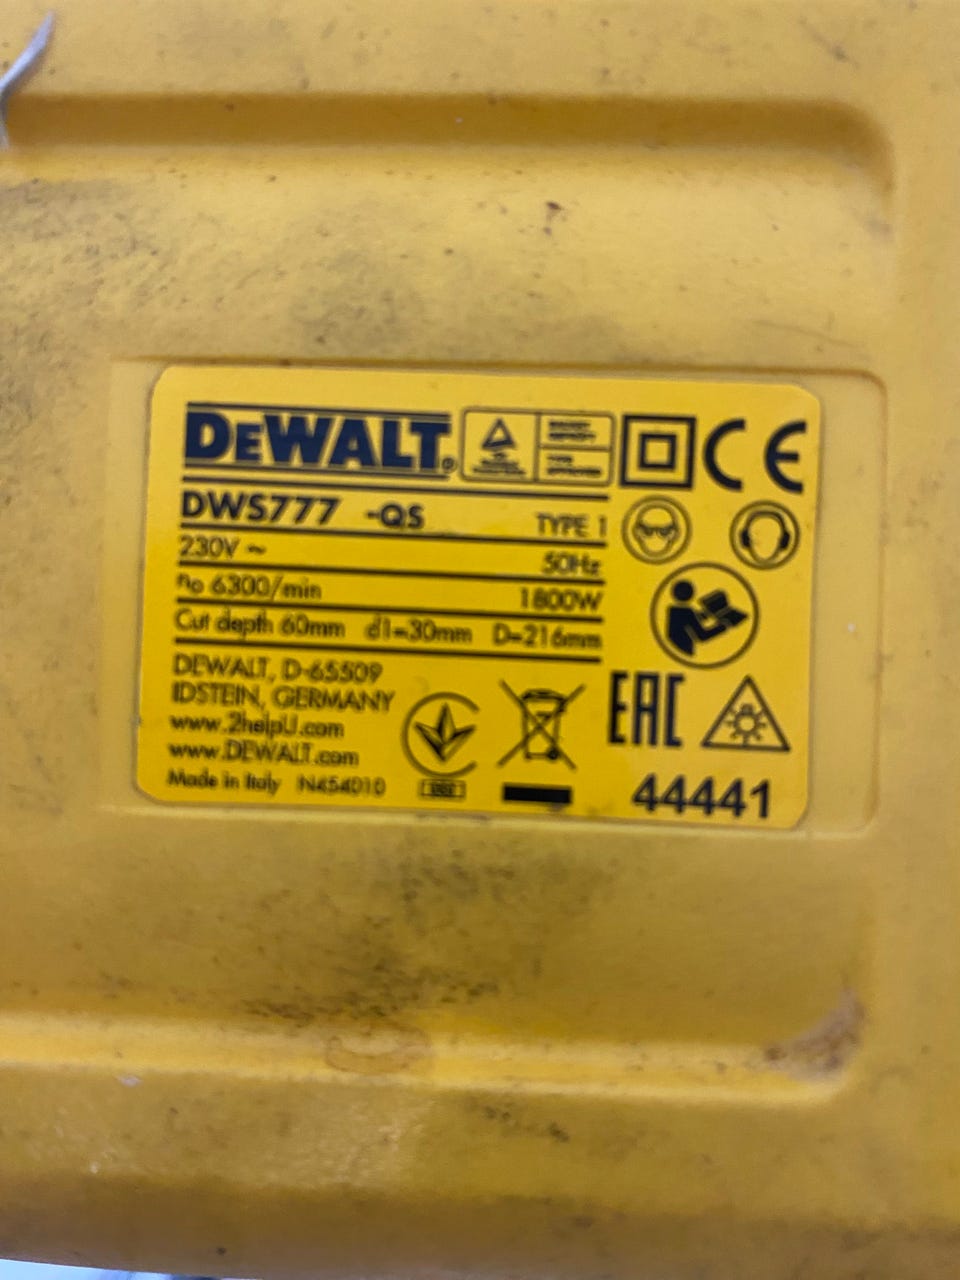 DEWALT
DWS777 -QS TYPE 1
230V ~ 50Hz
n₀ 6300/min 1800W
Cut depth 60mm d1=30mm D=216mm
DEWALT, D-65509
IDSTEIN, GERMANY
www.2helpU.com
www.DEWALT.com
Made in Italy N454010
CE
EAC
44441